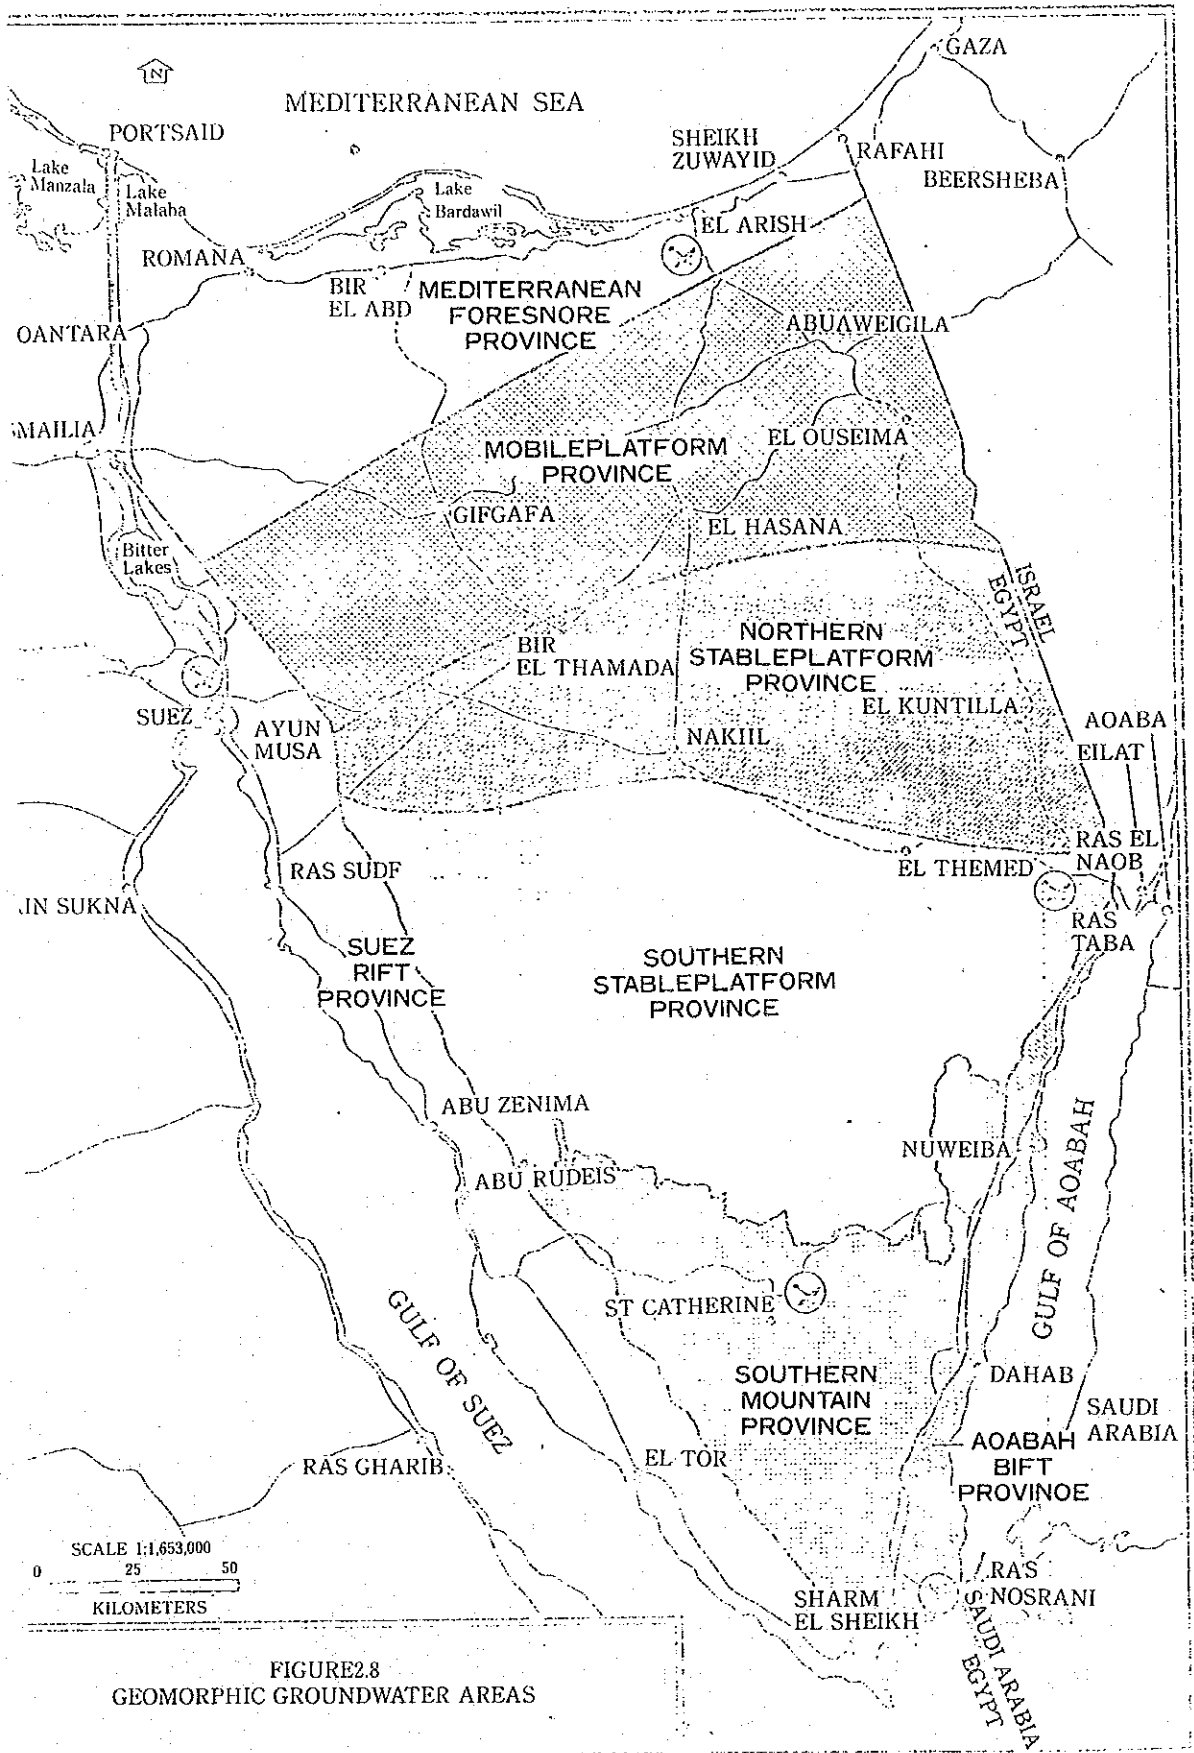 GAZA
N
MEDITERRANEAN SEA
PORTSAID
SHEIKH
ZUWAYID
RAFAHI
BEERSHEBA
Lake
Manzala
Lake
Malaha
Lake
Bardawil
EL ARISH
ROMANA
BIR
EL ABD
MEDITERRANEAN
FORESNORE
PROVINCE
OANTARA
ABUAWEIGILA
SMAILIA
MOBILEPLATFORM
PROVINCE
EL OUSEIMA
GIFGAFA
EL HASANA
Bitter
Lakes
ISRAEL
EGYPT
BIR
EL THAMADA
NORTHERN
STABLEPLATFORM
PROVINCE
EL KUNTILLA
SUEZ
AYUN
MUSA
NAKIIL
AOABA
EILAT
RAS SUDF
EL THEMED
RAS EL
NAOB
RAS
TABA
JN SUKNA
SUEZ
RIFT
PROVINCE
SOUTHERN
STABLEPLATFORM
PROVINCE
ABU ZENIMA
NUWEIBA
ABU RUDEIS
GULF OF AOABAH
ST CATHERINE
GULF OF SUEZ
SOUTHERN
MOUNTAIN
PROVINCE
DAHAB
SAUDI
ARABIA
AOABAH
BIFT
PROVINOE
RAS GHARIB
EL TOR
SCALE 1:1,653,000
0 25 50
KILOMETERS
RAS
NOSRANI
SHARM
EL SHEIKH
SAUDI ARABIA
EGYPT
FIGURE2.8
GEOMORPHIC GROUNDWATER AREAS